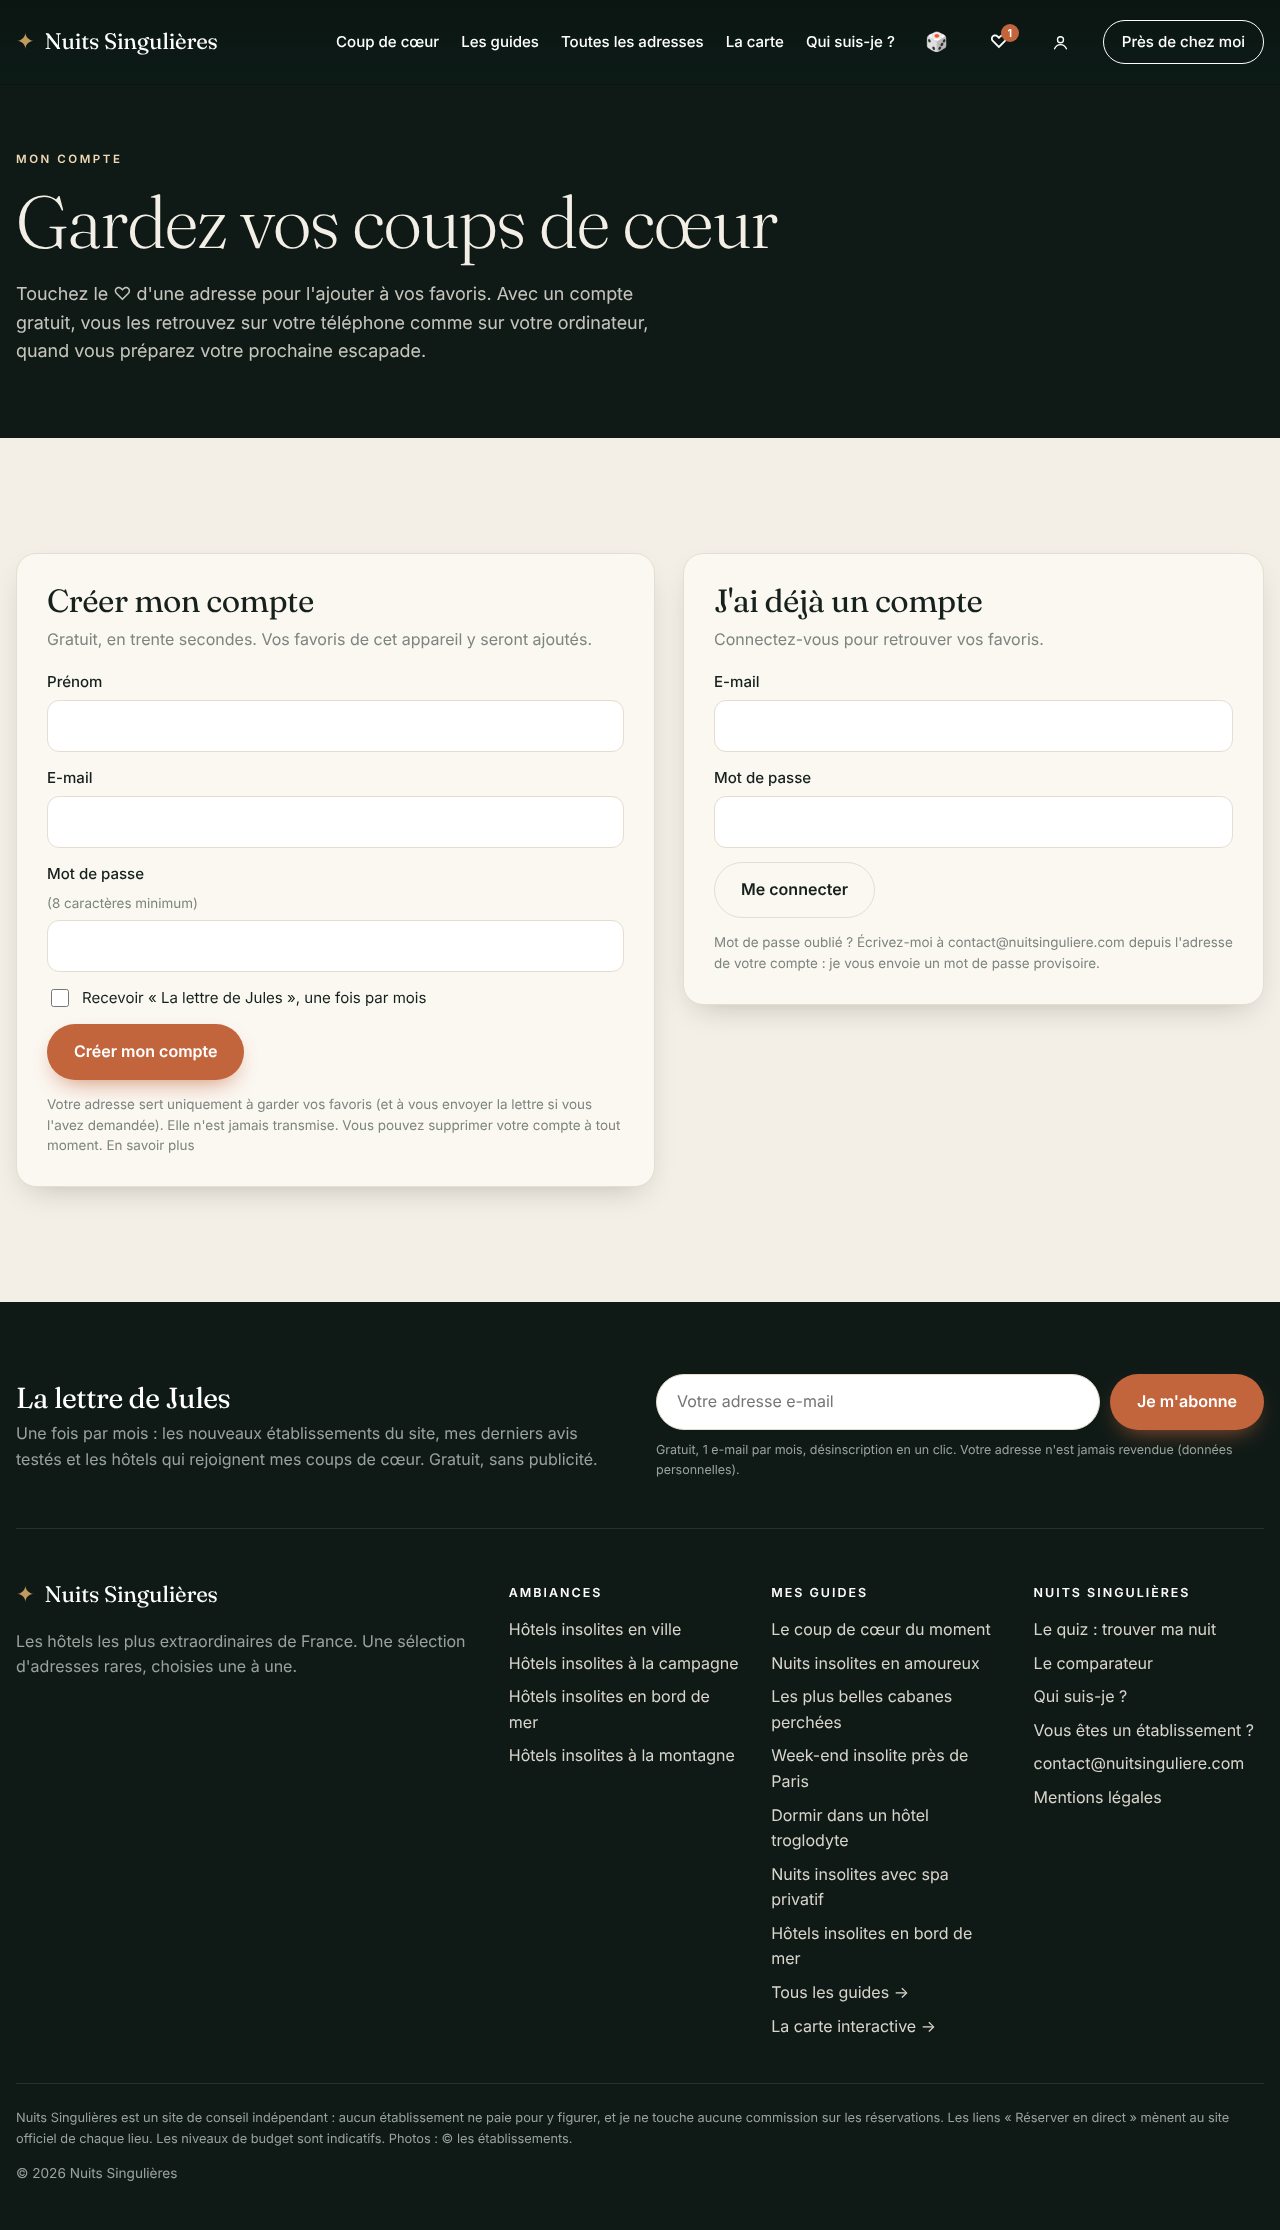 ✦ Nuits Singulières
Coup de cœur
Les guides
Toutes les adresses
La carte
Qui suis-je ?
1
Près de chez moi
MON COMPTE
Gardez vos coups de cœur
Touchez le ♡ d'une adresse pour l'ajouter à vos favoris. Avec un compte
gratuit, vous les retrouvez sur votre téléphone comme sur votre ordinateur,
quand vous préparez votre prochaine escapade.
Créer mon compte
Gratuit, en trente secondes. Vos favoris de cet appareil y seront ajoutés.
Prénom
E-mail
Mot de passe
(8 caractères minimum)
Recevoir « La lettre de Jules », une fois par mois
Créer mon compte
Votre adresse sert uniquement à garder vos favoris (et à vous envoyer la lettre si vous
l'avez demandée). Elle n'est jamais transmise. Vous pouvez supprimer votre compte à tout
moment. En savoir plus
J'ai déjà un compte
Connectez-vous pour retrouver vos favoris.
E-mail
Mot de passe
Me connecter
Mot de passe oublié ? Écrivez-moi à contact@nuitsinguliere.com depuis l'adresse
de votre compte : je vous envoie un mot de passe provisoire.
La lettre de Jules
Une fois par mois : les nouveaux établissements du site, mes derniers avis
testés et les hôtels qui rejoignent mes coups de cœur. Gratuit, sans publicité.
Votre adresse e-mail
Je m'abonne
Gratuit, 1 e-mail par mois, désinscription en un clic. Votre adresse n'est jamais revendue (données
personnelles).
✦ Nuits Singulières
Les hôtels les plus extraordinaires de France. Une sélection
d'adresses rares, choisies une à une.
AMBIANCES
Hôtels insolites en ville
Hôtels insolites à la campagne
Hôtels insolites en bord de
mer
Hôtels insolites à la montagne
MES GUIDES
Le coup de cœur du moment
Nuits insolites en amoureux
Les plus belles cabanes
perchées
Week-end insolite près de
Paris
Dormir dans un hôtel
troglodyte
Nuits insolites avec spa
privatif
Hôtels insolites en bord de
mer
Tous les guides →
La carte interactive →
NUITS SINGULIÈRES
Le quiz : trouver ma nuit
Le comparateur
Qui suis-je ?
Vous êtes un établissement ?
contact@nuitsinguliere.com
Mentions légales
Nuits Singulières est un site de conseil indépendant : aucun établissement ne paie pour y figurer, et je ne touche aucune commission sur les réservations. Les liens « Réserver en direct » mènent au site
officiel de chaque lieu. Les niveaux de budget sont indicatifs. Photos : © les établissements.
© 2026 Nuits Singulières